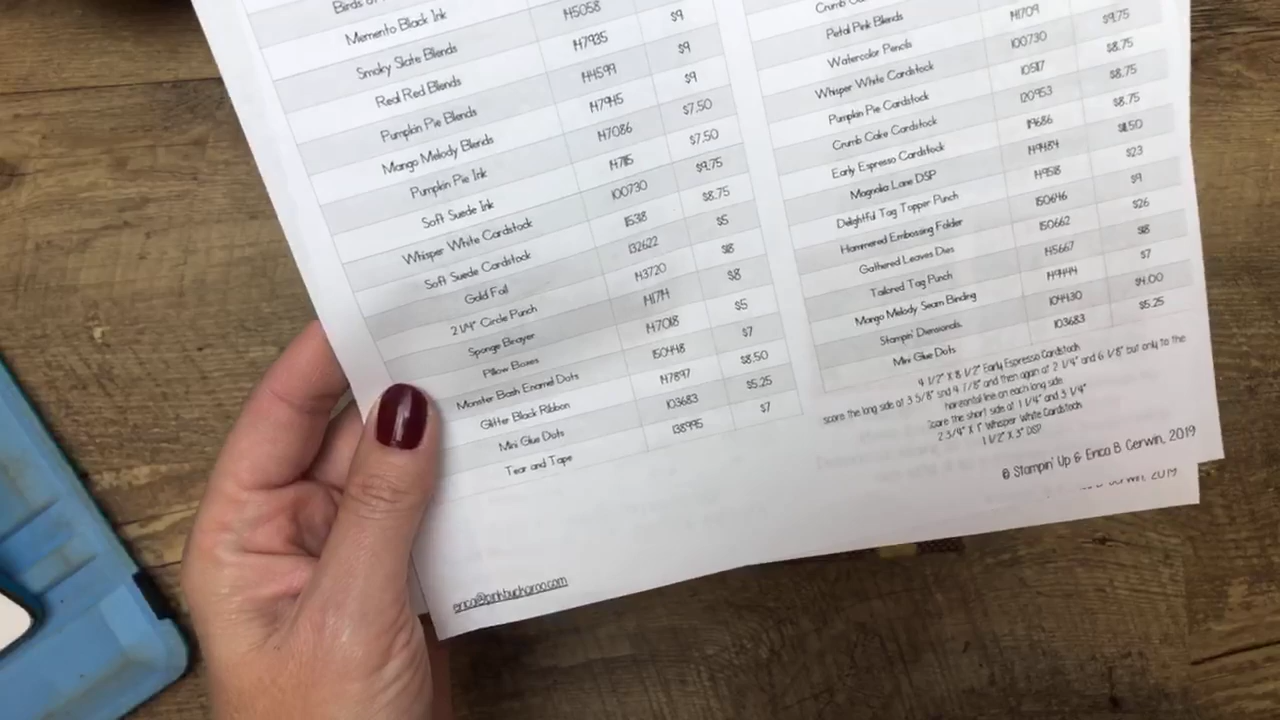 Birds of
Memento Black Ink
Smoky Slate Blends 145058 $9
Real Red Blends 147935 $9
Pumpkin Pie Blends 144599 $9
Mango Melody Blends 147945 $7.50
Pumpkin Pie Ink 147086 $7.50
Soft Suede Ink $9.75
Whisper White Cardstock 100730 $8.75
Soft Suede Cardstock $5
Gold Foil 132622 $18
2 1/4" Circle Punch 143720 $8
Sponge Brayer 141714 $5
Pillow Boxes 147018 $7
Monster Bash Enamel Dots 150448 $8.50
Glitter Black Ribbon 147897 $5.25
Mini Glue Dots 103683 $7
Tear and Tape 138995
Crumb
Petal Pink Blends
Watercolor Pencils 141709 $9.75
Whisper White Cardstock 100730 $8.75
Pumpkin Pie Cardstock $8.75
Crumb Cake Cardstock 120953 $8.75
Early Espresso Cardstock 119686 $11.50
Magnolia Lane DSP 149484 $23
Delightful Tag Topper Punch 149518 $9
Hammered Embossing Folder 150646 $26
Gathered Leaves Dies 150662 $18
Tailored Tag Punch 145667 $7
Mango Melody Seam Binding 149444 $4.00
Stampin' Dimensionals 104430 $5.25
Mini Glue Dots 103683
4 1/2" X 8 1/2" Early Espresso Cardstock
score the long side at 3 5/8" snd 4 7/8" and then again at 2 1/4" and 6 1/8" but only to the
horizontal line on each long side
Score the short side at 1 1/4" and 3 1/4"
2 3/4" X 1" Whisper White Cardstock
1 1/2" X 3" DSP
© Stampin' Up & Erica B Cerwin, 2019
Cerwin, 2019
erica@pinkbuckaroo.com